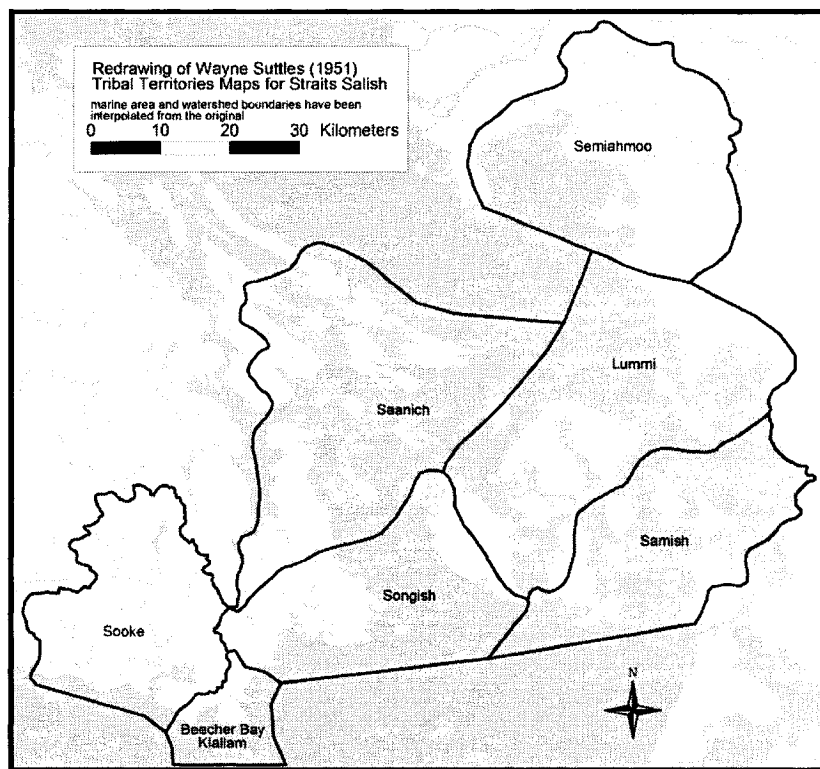 Redrawing of Wayne Suttles (1951)
Tribal Territories Maps for Straits Salish
marine area and watershed boundaries have been
interpolated from the original
0 10 20 30 Kilometers
Semiahmoo
Lummi
Saanich
Samish
Songish
Sooke
N
Beecher Bay
Klallam